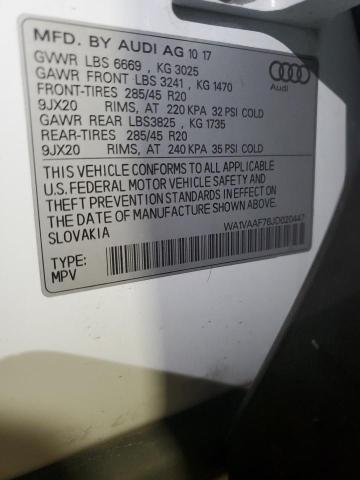 MFD. BY AUDI AG 10 17
GVWR LBS 6669 , KG 3025
GAWR FRONT LBS 3241 , KG 1470
FRONT-TIRES 285/45 R20
9JX20 RIMS, AT 220 KPA 32 PSI COLD
GAWR REAR LBS3825 , KG 1735
REAR-TIRES 285/45 R20
9JX20 RIMS, AT 240 KPA 35 PSI COLD
Audi
THIS VEHICLE CONFORMS TO ALL APPLICABLE
U.S. FEDERAL MOTOR VEHICLE SAFETY AND
THEFT PREVENTION STANDARDS IN EFFECT ON
THE DATE OF MANUFACTURE SHOWN ABOVE.
SLOVAKIA
WA1VAAF76JD020447
TYPE:
MPV